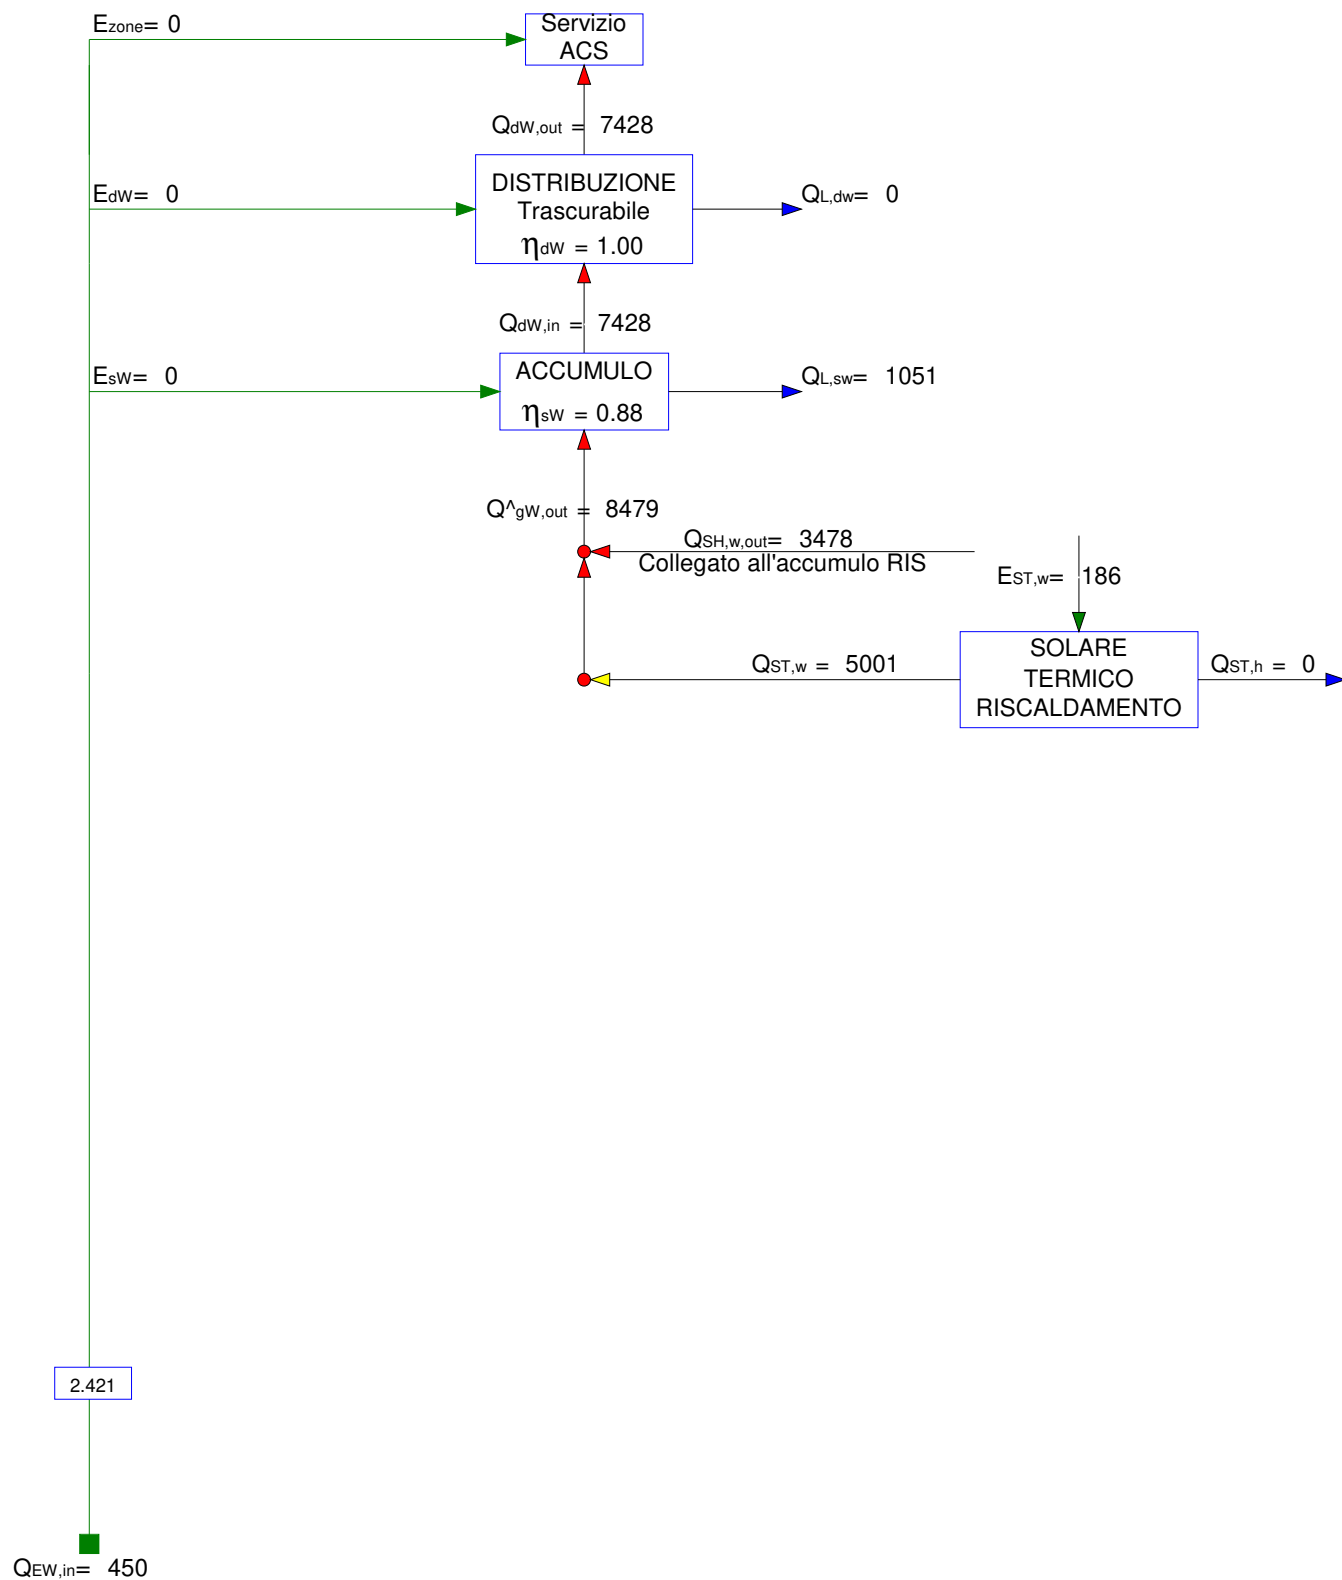 Ezone= 0
Servizio
ACS
QdW,out = 7428
EdW= 0
DISTRIBUZIONE
Trascurabile
ηdW = 1.00
QL,dw= 0
QdW,in = 7428
EsW= 0
ACCUMULO
ηsW = 0.88
QL,sw= 1051
Q^gW,out = 8479
QSH,w,out= 3478
Collegato all'accumulo RIS
EST,w= 186
QST,w = 5001
SOLARE
TERMICO
RISCALDAMENTO
QST,h = 0
2.421
QEW,in= 450